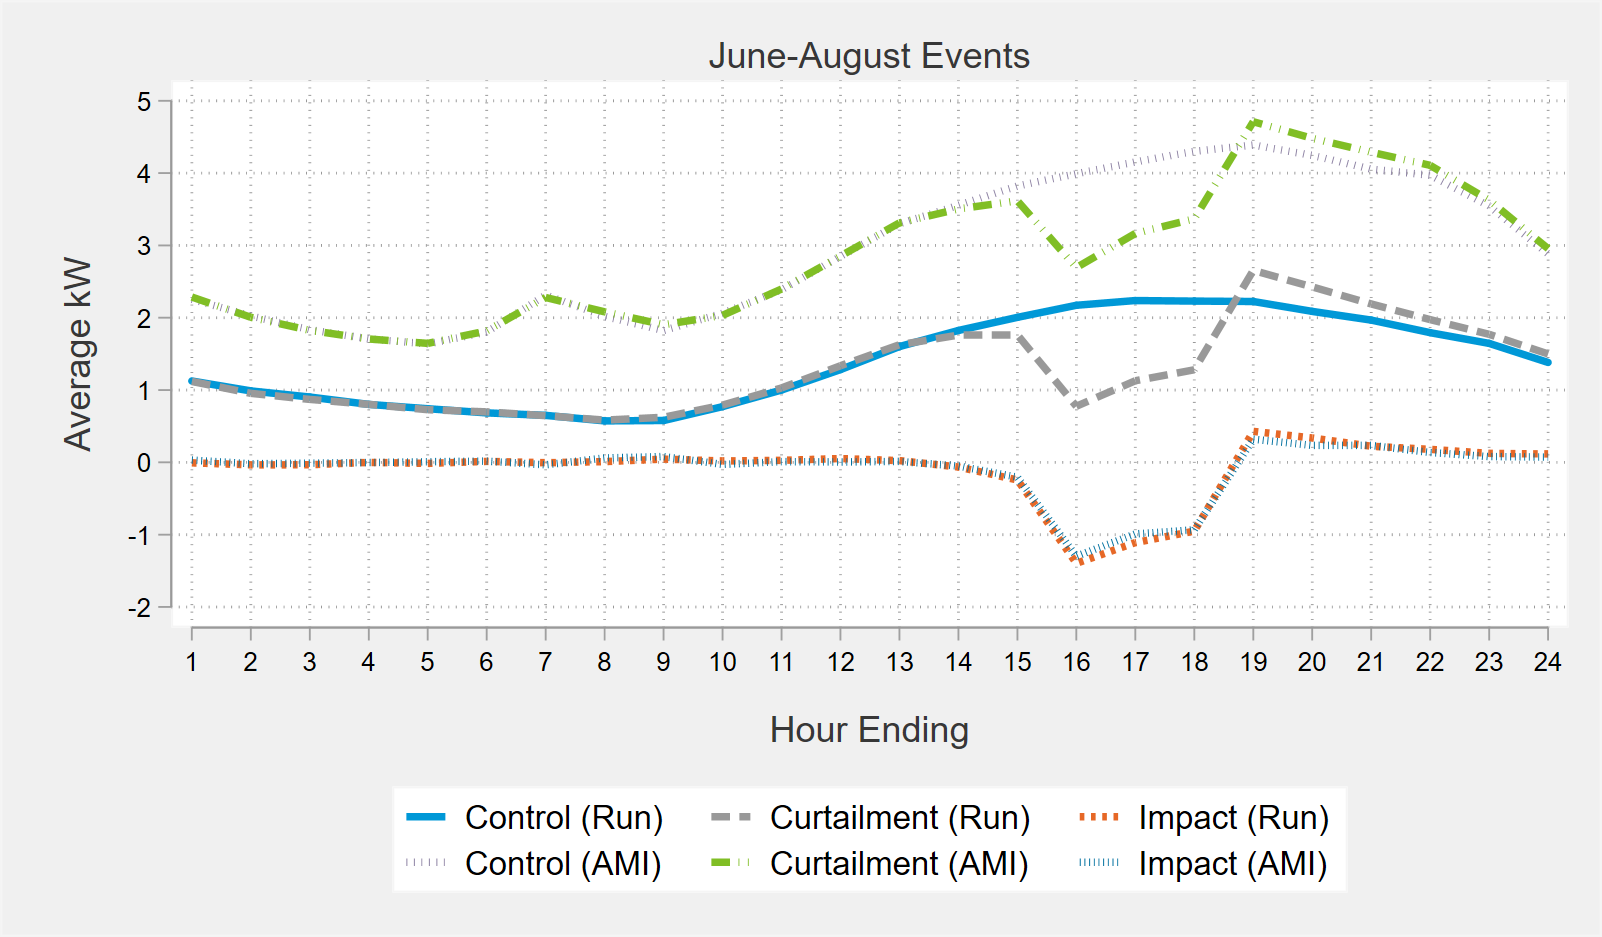 June-August Events
5
4
3
2
1
0
-1
-2
Average kW
1 2 3 4 5 6 7 8 9 10 11 12 13 14 15 16 17 18 19 20 21 22 23 24
Hour Ending
Control (Run) Curtailment (Run) Impact (Run)
Control (AMI) Curtailment (AMI) Impact (AMI)